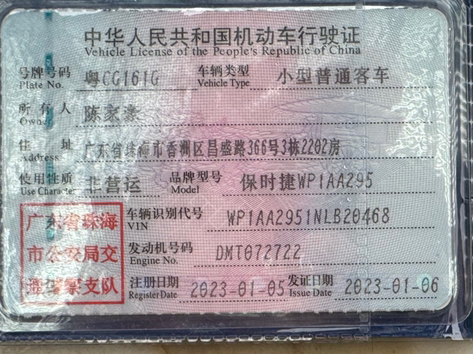 中华人民共和国机动车行驶证
Vehicle License of the People's Republic of China
号牌号码 粤CG161G 车辆类型 小型普通客车
Plate No. Vehicle Type
所有人 陈家豪
Owner
住址 广东省珠海市香洲区昌盛路366号3栋2202房
Address
使用性质 非营运 品牌型号 保时捷WP1AA295
Use Character Model
广东省珠海 车辆识别代号 WP1AA2951NLB20468
VIN
市公安局交 发动机号码 DMT072722
Engine No.
支队 注册日期 2023-01-05 发证日期 2023-01-06
Register Date Issue Date